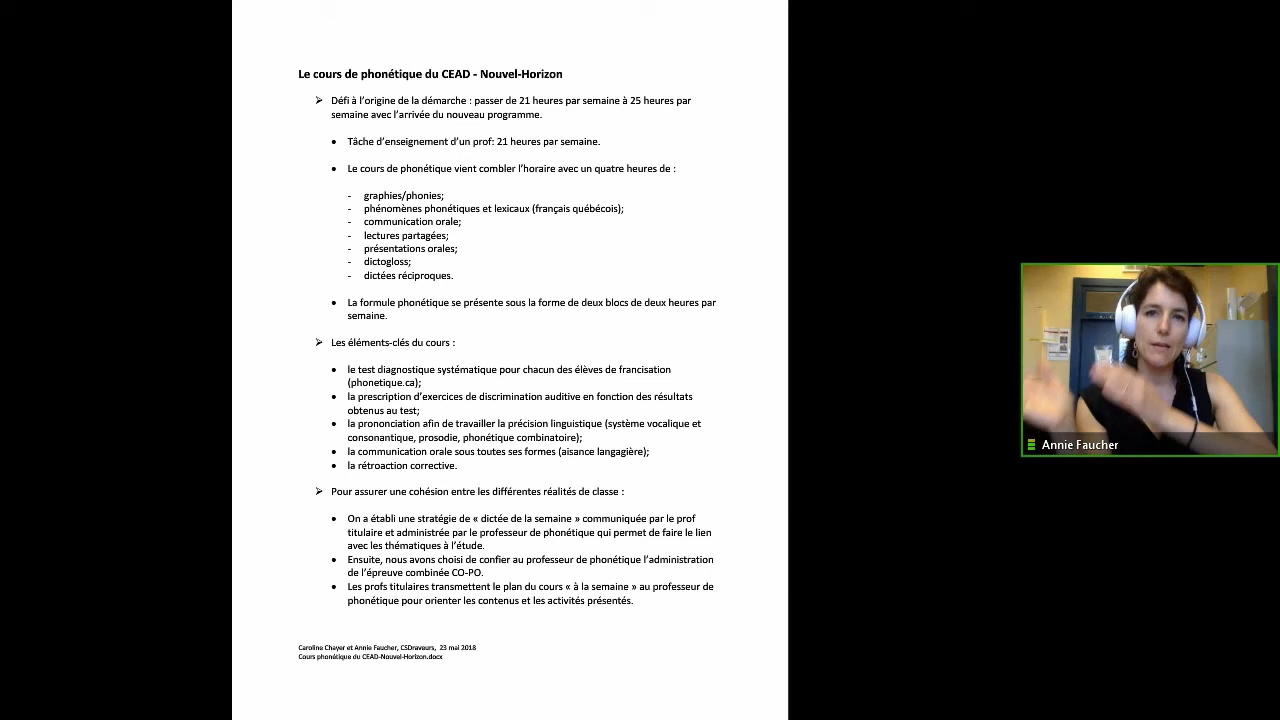 Le cours de phonétique du CEAD - Nouvel-Horizon
➢ Défi à l'origine de la démarche : passer de 21 heures par semaine à 25 heures par
semaine avec l'arrivée du nouveau programme.
• Tâche d'enseignement d'un prof: 21 heures par semaine.
• Le cours de phonétique vient combler l'horaire avec un quatre heures de :
- graphies/phonies;
- phénomènes phonétiques et lexicaux (français québécois);
- communication orale;
- lectures partagées;
- présentations orales;
- dictogloss;
- dictées réciproques.
• La formule phonétique se présente sous la forme de deux blocs de deux heures par
semaine.
➢ Les éléments-clés du cours :
• le test diagnostique systématique pour chacun des élèves de francisation
(phonetique.ca);
• la prescription d'exercices de discrimination auditive en fonction des résultats
obtenus au test;
• la prononciation afin de travailler la précision linguistique (système vocalique et
consonantique, prosodie, phonétique combinatoire);
• la communication orale sous toutes ses formes (aisance langagière);
• la rétroaction corrective.
➢ Pour assurer une cohésion entre les différentes réalités de classe :
• On a établi une stratégie de « dictée de la semaine » communiquée par le prof
titulaire et administrée par le professeur de phonétique qui permet de faire le lien
avec les thématiques à l'étude.
• Ensuite, nous avons choisi de confier au professeur de phonétique l'administration
de l'épreuve combinée CO-PO.
• Les profs titulaires transmettent le plan du cours « à la semaine » au professeur de
phonétique pour orienter les contenus et les activités présentés.
Caroline Chayer et Annie Faucher, CSDraveurs, 23 mai 2018
Cours phonétique du CEAD-Nouvel-Horizon.docx
Annie Faucher